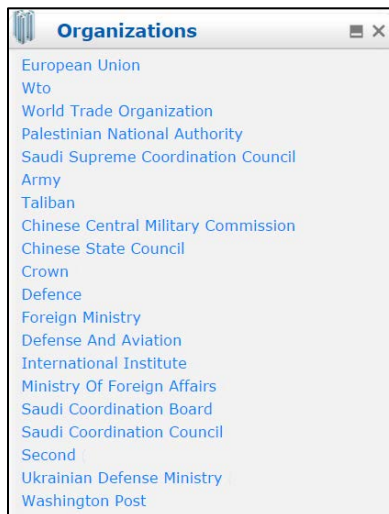 Organizations
European Union
Wto
World Trade Organization
Palestinian National Authority
Saudi Supreme Coordination Council
Army
Taliban
Chinese Central Military Commission
Chinese State Council
Crown
Defence
Foreign Ministry
Defense And Aviation
International Institute
Ministry Of Foreign Affairs
Saudi Coordination Board
Saudi Coordination Council
Second
Ukrainian Defense Ministry
Washington Post